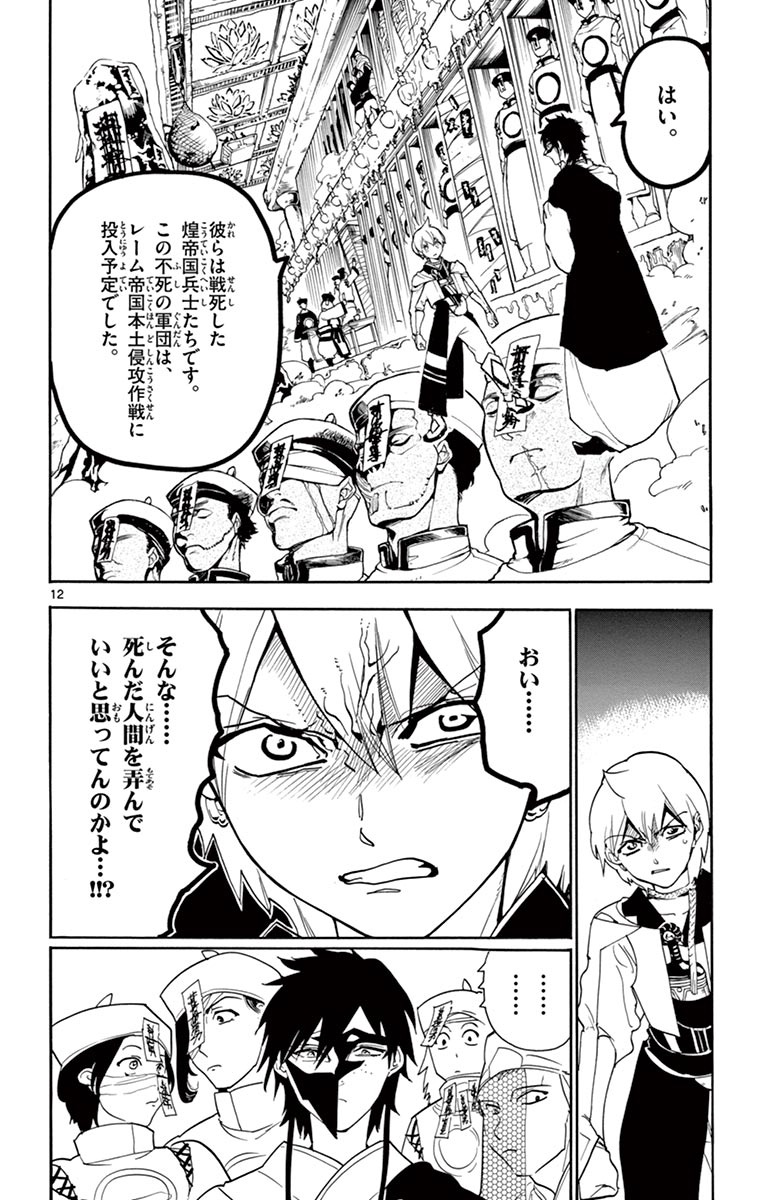 はい。
彼らは戦死した
煌帝国兵士たちです。
この不死の軍団は、
レーム帝国本土侵攻作戦に
投入予定でした。
12
おい……
そんな……
死んだ人間を弄んで
いいと思ってんのかよ…!!?
……
……